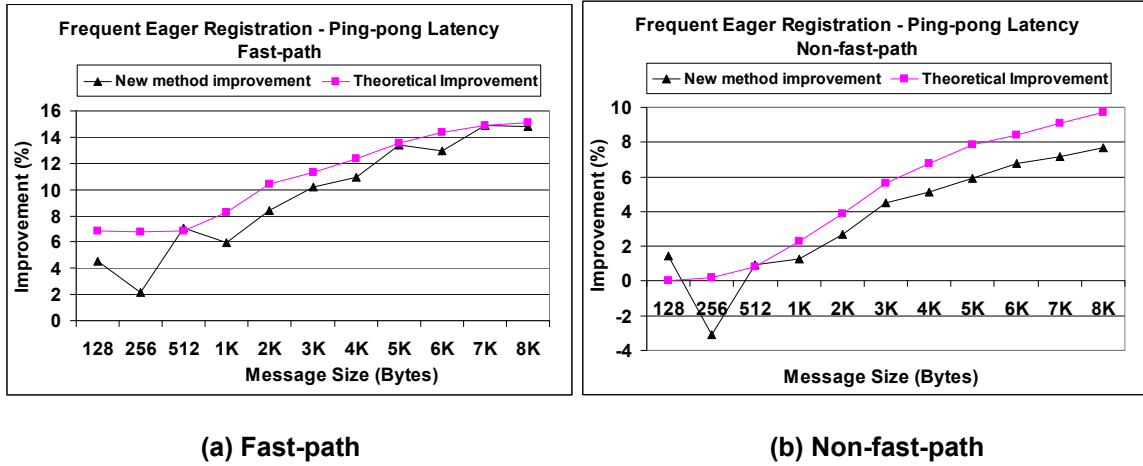 Frequent Eager Registration - Ping-pong Latency
Fast-path
New method improvement
Theoretical Improvement
Improvement (%)
16
14
12
10
8
6
4
2
0
128 256 512 1K 2K 3K 4K 5K 6K 7K 8K
Message Size (Bytes)
(a) Fast-path
Frequent Eager Registration - Ping-pong Latency
Non-fast-path
New method improvement
Theoretical Improvement
Improvement (%)
10
8
6
4
2
0
-2
-4
128 256 512 1K 2K 3K 4K 5K 6K 7K 8K
Message Size (Bytes)
(b) Non-fast-path